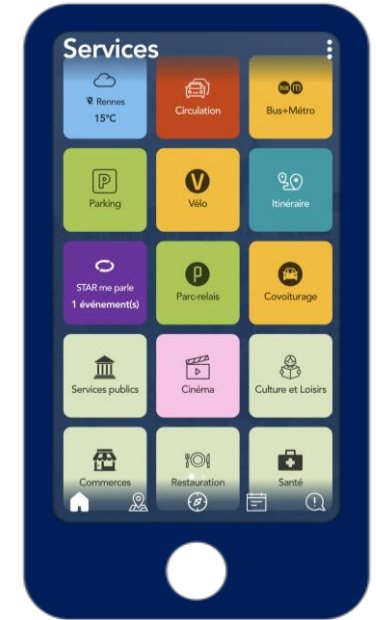 Services
Rennes
15°C
Circulation
bus m
Bus+Métro
P
Parking
V
Vélo
Itinéraire
STAR me parle
1 événement(s)
p
Parc-relais
Covoiturage
Services publics
Cinéma
Culture et Loisirs
Commerces
Restauration
Santé